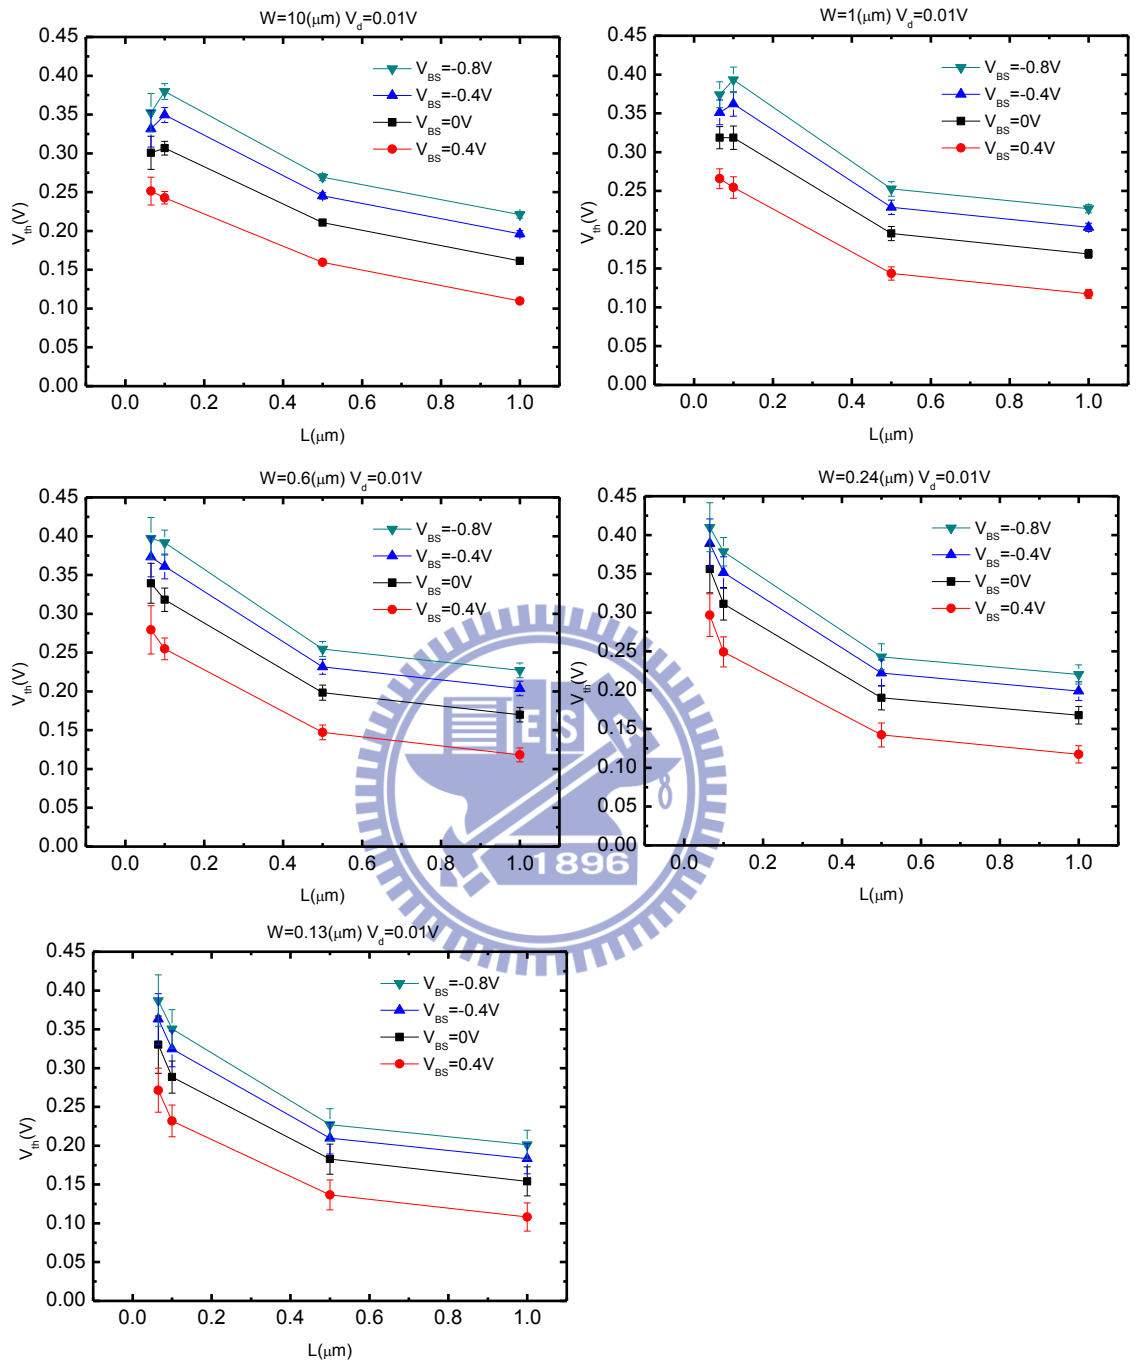 W=10(μm) V_d=0.01V
0.45
0.40
0.35
0.30
0.25
0.20
0.15
0.10
0.05
0.00
V_th(V)
V_BS=-0.8V
V_BS=-0.4V
V_BS=0V
V_BS=0.4V
0.0 0.2 0.4 0.6 0.8 1.0
L(μm)
W=1(μm) V_d=0.01V
0.45
0.40
0.35
0.30
0.25
0.20
0.15
0.10
0.05
0.00
V_th(V)
V_BS=-0.8V
V_BS=-0.4V
V_BS=0V
V_BS=0.4V
0.0 0.2 0.4 0.6 0.8 1.0
L(μm)
W=0.6(μm) V_d=0.01V
0.45
0.40
0.35
0.30
0.25
0.20
0.15
0.10
0.05
0.00
V_th(V)
V_BS=-0.8V
V_BS=-0.4V
V_BS=0V
V_BS=0.4V
0.0 0.2 0.4 0.6 0.8 1.0
L(μm)
W=0.24(μm) V_d=0.01V
0.45
0.40
0.35
0.30
0.25
0.20
0.15
0.10
0.05
0.00
V_th(V)
V_BS=-0.8V
V_BS=-0.4V
V_BS=0V
V_BS=0.4V
0.0 0.2 0.4 0.6 0.8 1.0
L(μm)
ES
1896
W=0.13(μm) V_d=0.01V
0.45
0.40
0.35
0.30
0.25
0.20
0.15
0.10
0.05
0.00
V_th(V)
V_BS=-0.8V
V_BS=-0.4V
V_BS=0V
V_BS=0.4V
0.0 0.2 0.4 0.6 0.8 1.0
L(μm)